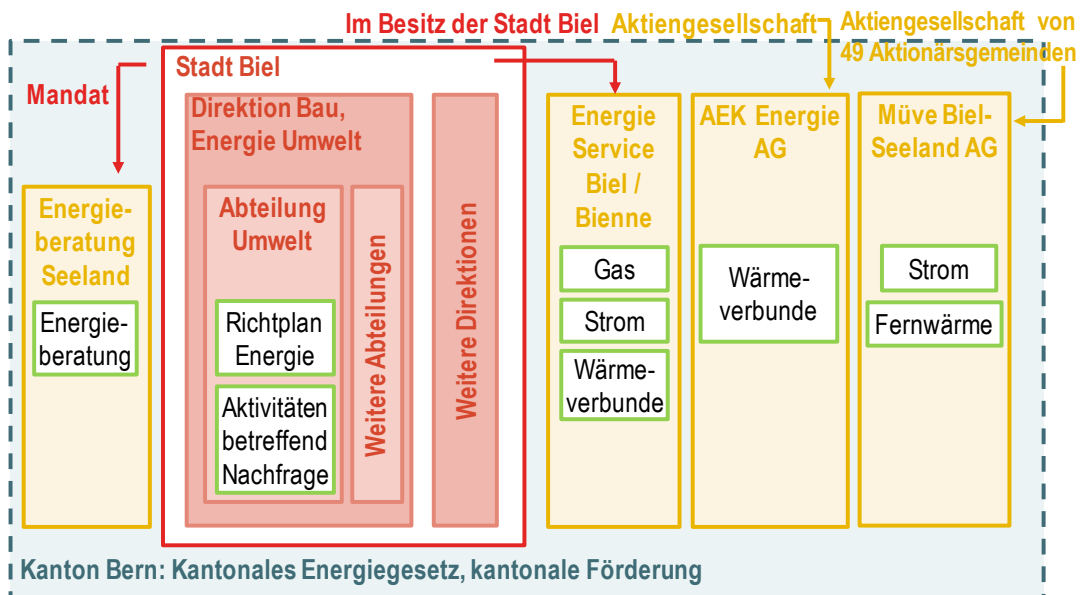 Im Besitz der Stadt Biel
Aktiengesellschaft
Aktiengesellschaft von
49 Aktionärsgemeinden
Mandat
Stadt Biel
Direktion Bau,
Energie Umwelt
Energie-
beratung
Seeland
Energie-
beratung
Abteilung
Umwelt
Richtplan
Energie
Aktivitäten
betreffend
Nachfrage
Weitere Abteilungen
Weitere Direktionen
Energie
Service
Biel /
Bienne
Gas
Strom
Wärme-
verbunde
AEK Energie
AG
Wärme-
verbunde
Müve Biel-
Seeland AG
Strom
Fernwärme
Kanton Bern: Kantonales Energiegesetz, kantonale Förderung